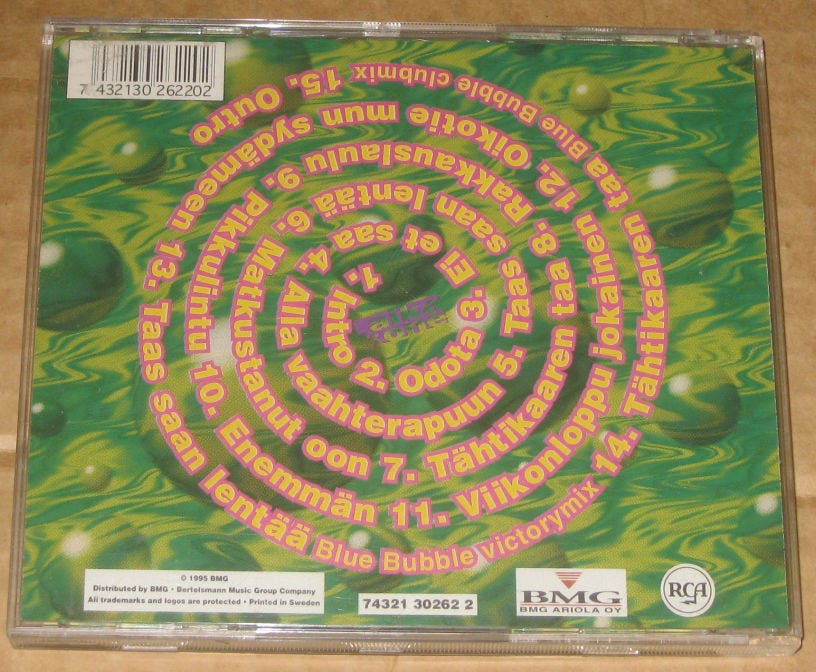 7 432130 262202
1. Intro 2. Odota 3. Ei et saa 4. Alla vaahterapuun 5. Taas saan lentää 6. Matkustanut oon 7. Tähtikaaren taa 8. Rakkauslaulu 9. Pikkulintu 10. Enemmän 11. Viikonloppu jokainen 12. Oikotie mun sydämeen 13. Taas saan lentää Blue Bubble victorymix 14. Tähtikaaren taa Blue Bubble clubmix 15. Outro
© 1995 BMG
Distributed by BMG • Bertelsmann Music Group Company
All trademarks and logos are protected • Printed in Sweden
74321 30262 2
BMG
BMG ARIOLA OY
RCA